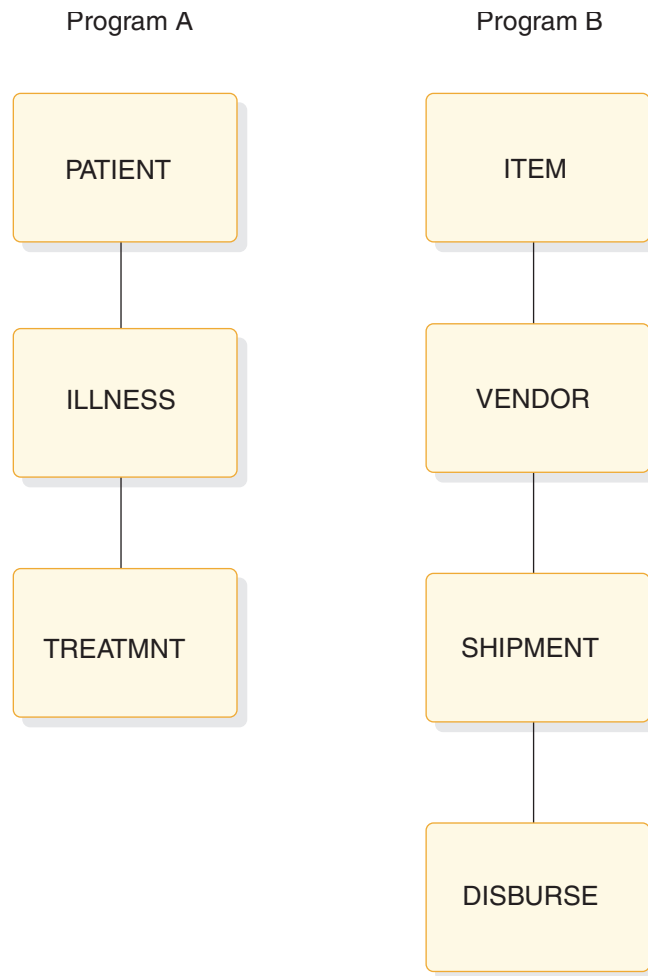 Program A
PATIENT
ILLNESS
TREATMNT
Program B
ITEM
VENDOR
SHIPMENT
DISBURSE